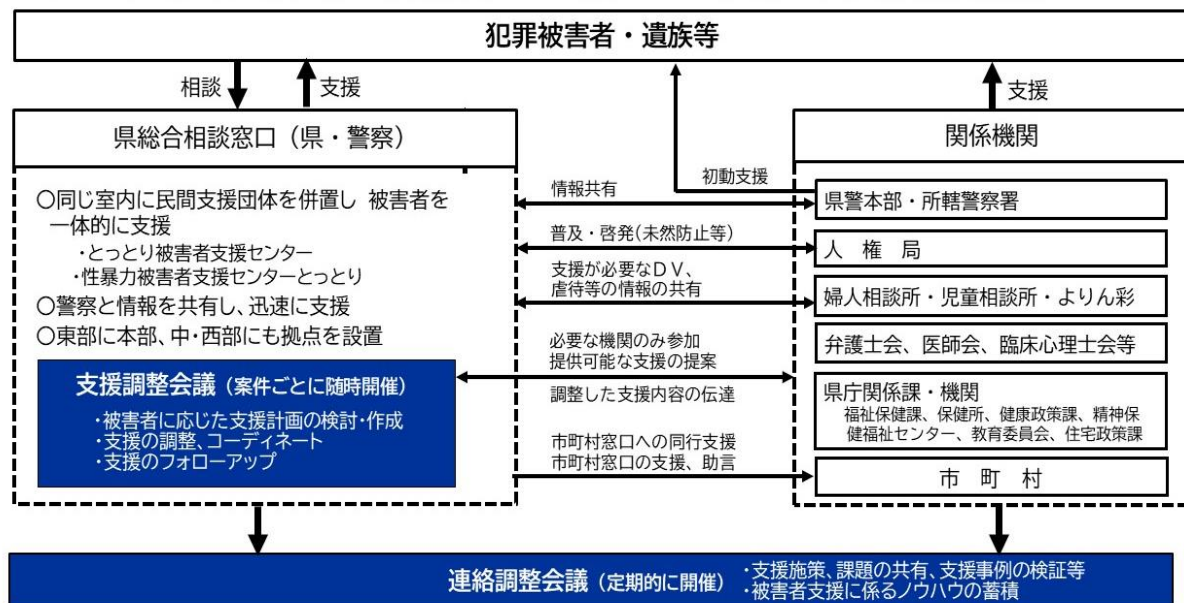 犯罪被害者・遺族等
相談
支援
支援
県総合相談窓口（県・警察）
○同じ室内に民間支援団体を併置し 被害者を
一体的に支援
・とっとり被害者支援センター
・性暴力被害者支援センターとっとり
○警察と情報を共有し、迅速に支援
○東部に本部、中・西部にも拠点を設置
支援調整会議（案件ごとに随時開催）
・被害者に応じた支援計画の検討・作成
・支援の調整、コーディネート
・支援のフォローアップ
情報共有
初動支援
普及・啓発（未然防止等）
支援が必要なＤＶ、
虐待等の情報の共有
必要な機関のみ参加
提供可能な支援の提案
調整した支援内容の伝達
市町村窓口への同行支援
市町村窓口の支援、助言
関係機関
県警本部・所轄警察署
人　権　局
婦人相談所・児童相談所・よりん彩
弁護士会、医師会、臨床心理士会等
県庁関係課・機関
福祉保健課、保健所、健康政策課、精神保
健福祉センター、教育委員会、住宅政策課
市　町　村
連絡調整会議（定期的に開催）
・支援施策、課題の共有、支援事例の検証等
・被害者支援に係るノウハウの蓄積